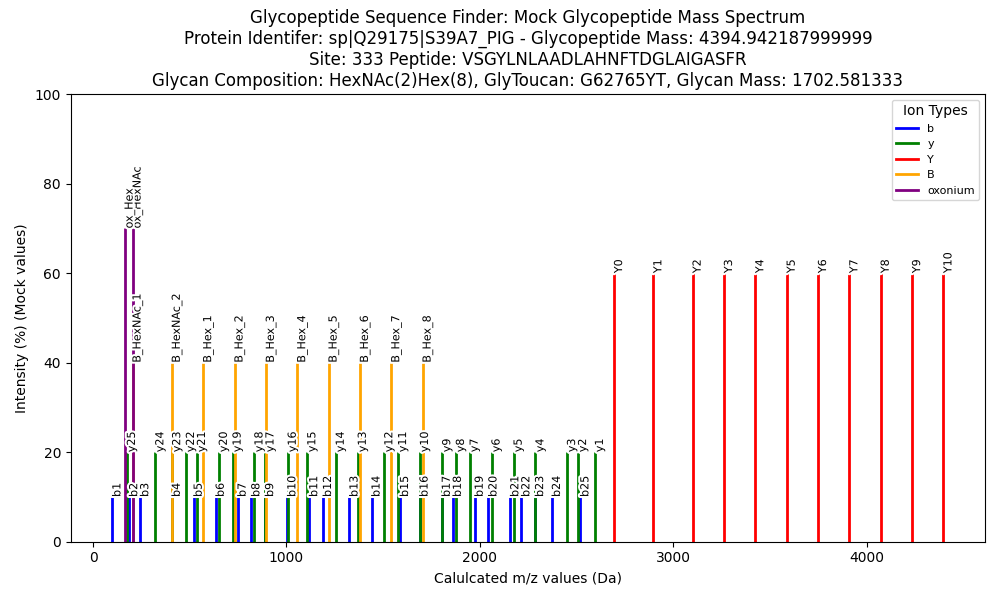 Glycopeptide Sequence Finder: Mock Glycopeptide Mass Spectrum
Protein Identifer: sp|Q29175|S39A7_PIG - Glycopeptide Mass: 4394.942187999999
Site: 333 Peptide: VSGYLNLAADLAHNFTDGLAIGASFR
Glycan Composition: HexNAc(2)Hex(8), GlyToucan: G62765YT, Glycan Mass: 1702.581333
Intensity (%) (Mock values)
100
80
60
40
20
0
Ion Types
b
y
Y
B
oxonium
ox_Hex
ox_HexNAc
Y0
Y1
Y2
Y3
Y4
Y5
Y6
Y7
Y8
Y9
Y10
B_HexNAc_1
B_HexNAc_2
B_Hex_1
B_Hex_2
B_Hex_3
B_Hex_4
B_Hex_5
B_Hex_6
B_Hex_7
B_Hex_8
y25
y24
y23
y22
y21
y20
y19
y18
y17
y16
y15
y14
y13
y12
y11
y10
y9
y8
y7
y6
y5
y4
y3
y2
y1
b1
b2
b3
b4
b5
b6
b7
b8
b9
b10
b11
b12
b13
b14
b15
b16
b17
b18
b19
b20
b21
b22
b23
b24
b25
0
1000
2000
3000
4000
Calulcated m/z values (Da)